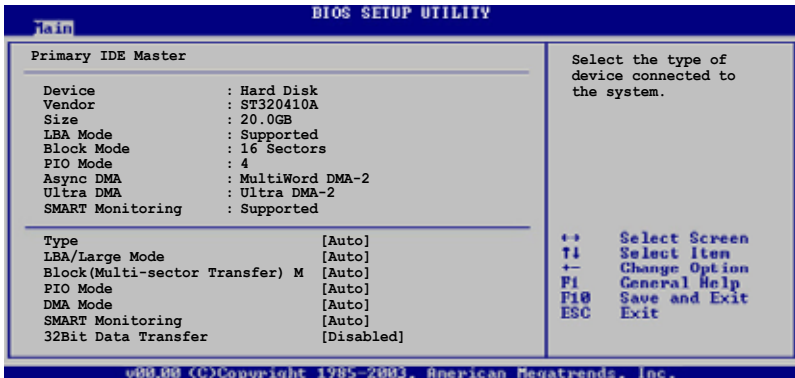 BIOS SETUP UTILITY
Main
Primary IDE Master
Device : Hard Disk
Vendor : ST320410A
Size : 20.0GB
LBA Mode : Supported
Block Mode : 16 Sectors
PIO Mode : 4
Async DMA : MultiWord DMA-2
Ultra DMA : Ultra DMA-2
SMART Monitoring : Supported
Type [Auto]
LBA/Large Mode [Auto]
Block(Multi-sector Transfer) M [Auto]
PIO Mode [Auto]
DMA Mode [Auto]
SMART Monitoring [Auto]
32Bit Data Transfer [Disabled]
Select the type of
device connected to
the system.
←→ Select Screen
↑↓ Select Item
+- Change Option
F1 General Help
F10 Save and Exit
ESC Exit
v00.00 (C)Copyright 1985-2003, American Megatrends, Inc.